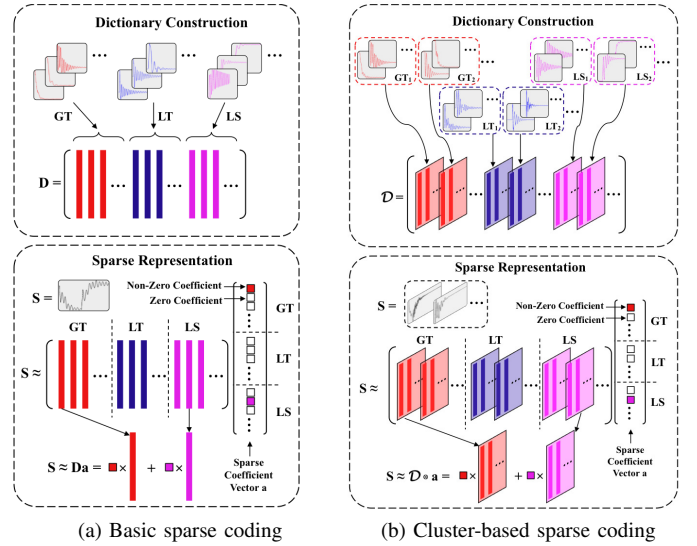 Dictionary Construction
GT
LT
LS
D =
Sparse Representation
S =
Non-Zero Coefficient
Zero Coefficient
GT
LT
LS
S ≈
GT
LT
LS
S ≈ Da = × + ×
Sparse
Coefficient
Vector a
(a) Basic sparse coding
Dictionary Construction
GT₁
GT₂
LS₁
LS₂
LT₁
LT₂
𝒟 =
Sparse Representation
S =
Non-Zero Coefficient
Zero Coefficient
GT
LT
LS
S ≈
GT
LT
LS
S ≈ 𝒟 ⊛ a = × + ×
Sparse
Coefficient
Vector a
(b) Cluster-based sparse coding